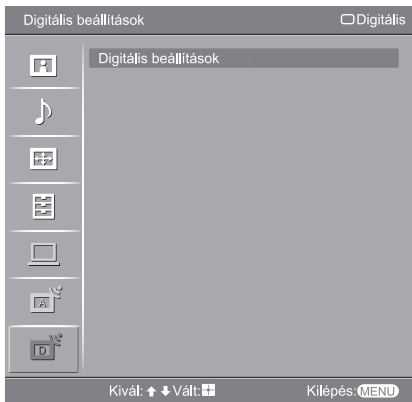 Digitális beállítások Digitális
Digitális beállítások
A
D
Kivál: Vált: Kilépés: MENU